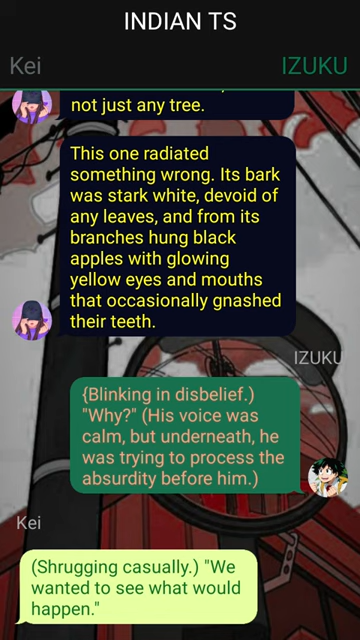 INDIAN TS
Kei
IZUKU
not just any tree.
This one radiated
something wrong. Its bark
was stark white, devoid of
any leaves, and from its
branches hung black
apples with glowing
yellow eyes and mouths
that occasionally gnashed
their teeth.
IZUKU
{Blinking in disbelief.)
"Why?" (His voice was
calm, but underneath, he
was trying to process the
absurdity before him.)
Kei
(Shrugging casually.) "We
wanted to see what would
happen."